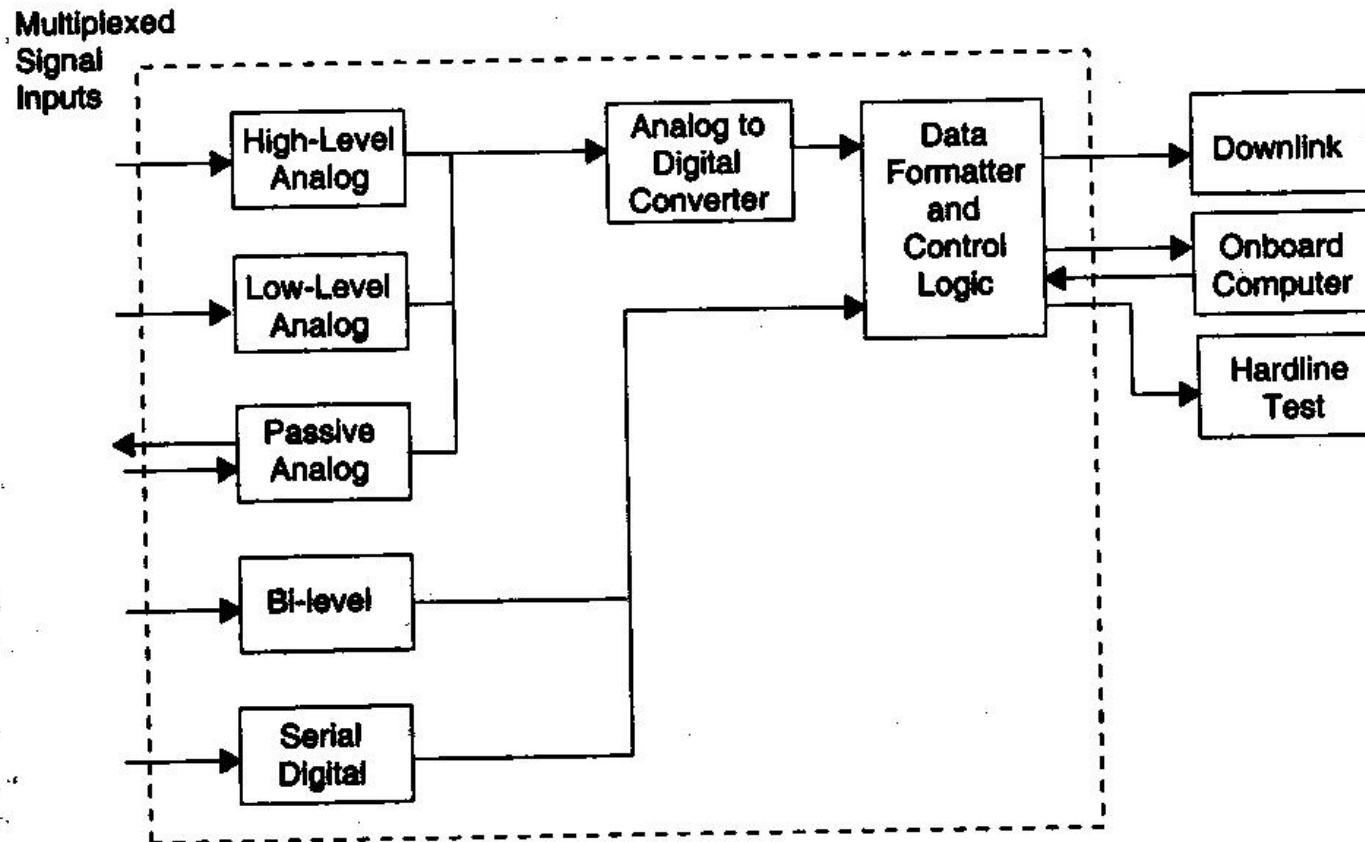 Multiplexed
Signal
Inputs
High-Level
Analog
Low-Level
Analog
Passive
Analog
Bi-level
Serial
Digital
Analog to
Digital
Converter
Data
Formatter
and
Control
Logic
Downlink
Onboard
Computer
Hardline
Test